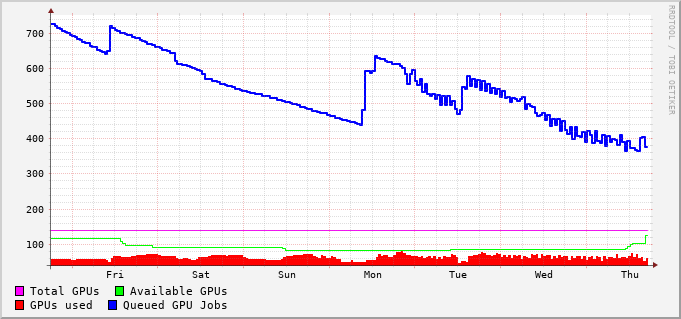 700
600
500
400
300
200
100
Fri Sat Sun Mon Tue Wed Thu
Total GPUs Available GPUs
GPUs used Queued GPU Jobs
RRDTOOL / TOBI OETIKER